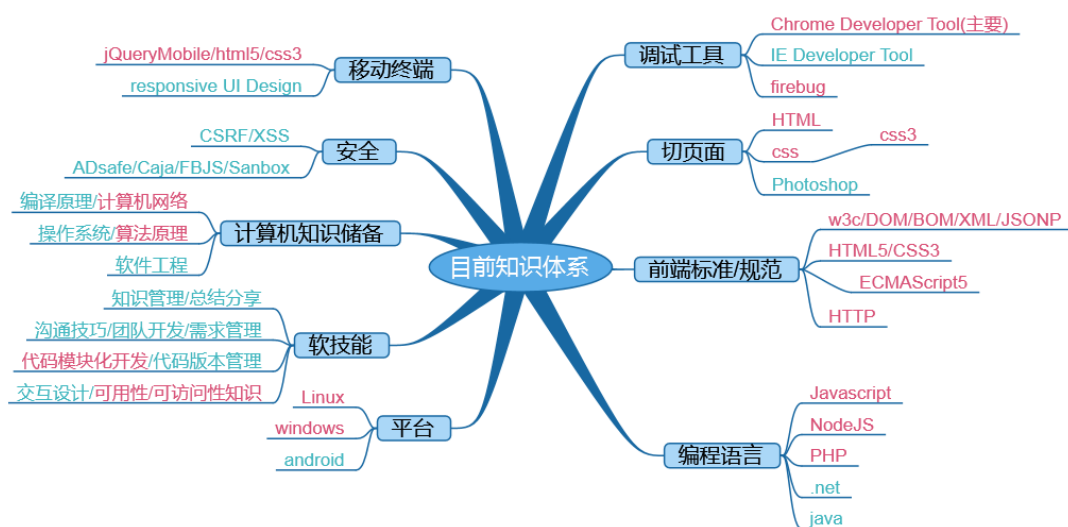 目前知识体系
移动终端
jQueryMobile/html5/css3
responsive UI Design
安全
CSRF/XSS
ADsafe/Caja/FBJS/Sanbox
计算机知识储备
编译原理/计算机网络
操作系统/算法原理
软件工程
软技能
知识管理/总结分享
沟通技巧/团队开发/需求管理
代码模块化开发/代码版本管理
交互设计/可用性/可访问性知识
平台
Linux
windows
android
调试工具
Chrome Developer Tool(主要)
IE Developer Tool
firebug
切页面
HTML
css
css3
Photoshop
前端标准/规范
w3c/DOM/BOM/XML/JSONP
HTML5/CSS3
ECMAScript5
HTTP
编程语言
Javascript
NodeJS
PHP
.net
java